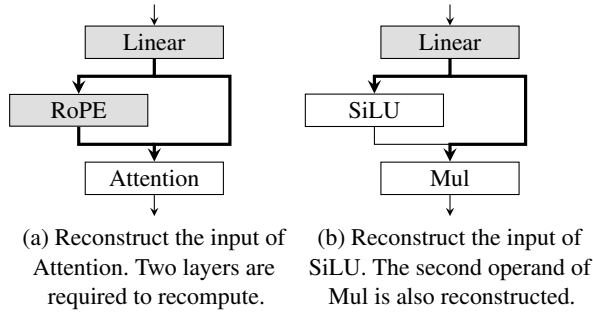 Linear
RoPE
Attention
(a) Reconstruct the input of
Attention. Two layers are
required to recompute.
Linear
SiLU
Mul
(b) Reconstruct the input of
SiLU. The second operand of
Mul is also reconstructed.